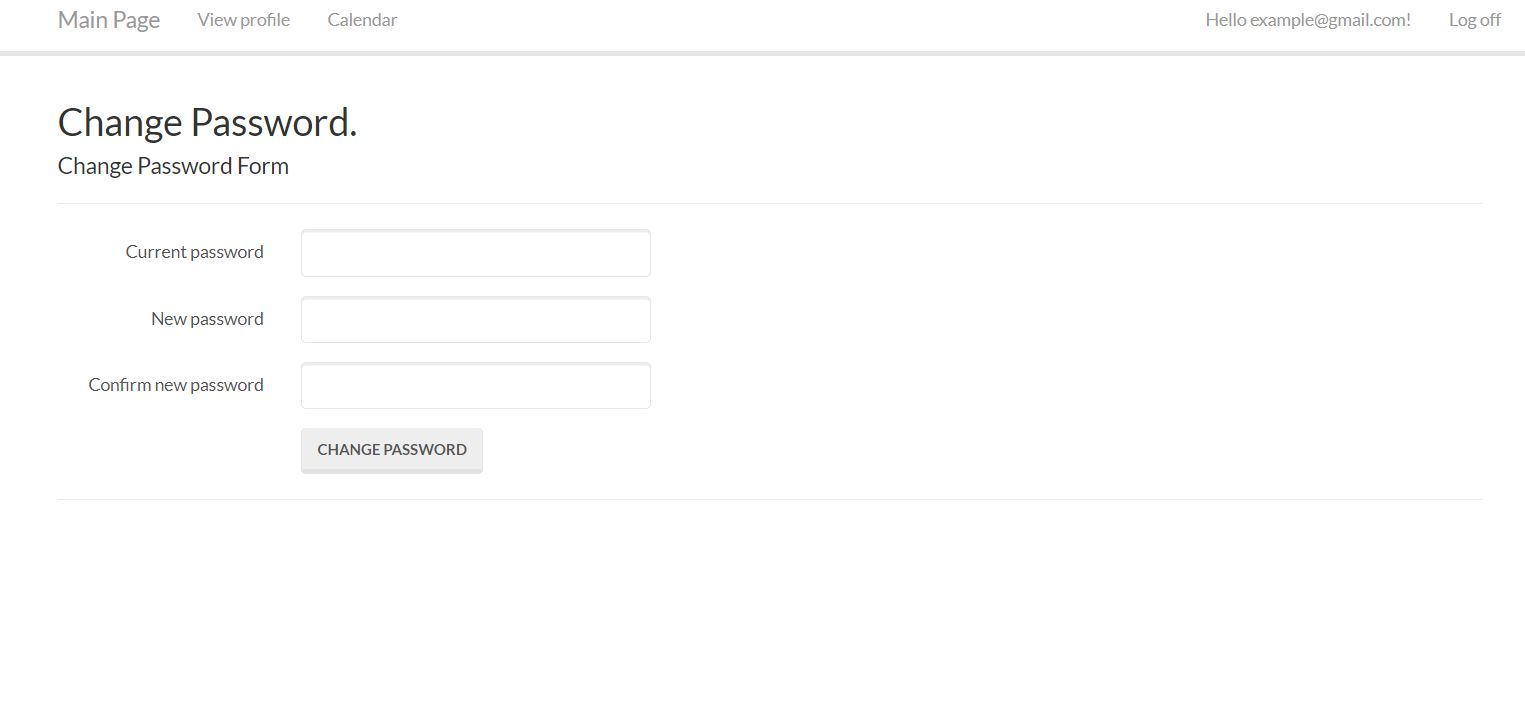 Main Page View profile Calendar Hello example@gmail.com! Log off
Change Password.
Change Password Form
Current password
New password
Confirm new password
CHANGE PASSWORD